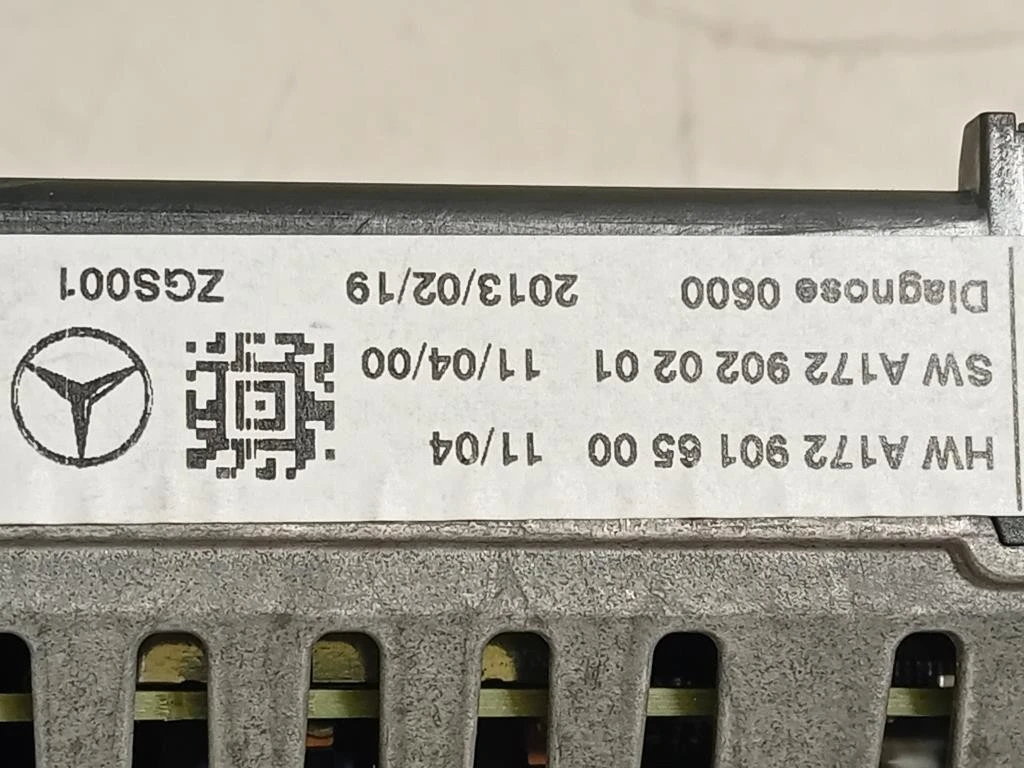 HW A172 901 65 00 11/04
SW A172 902 02 01 11/04/00
Diagnose 0600 2013/02/19 ZGS001